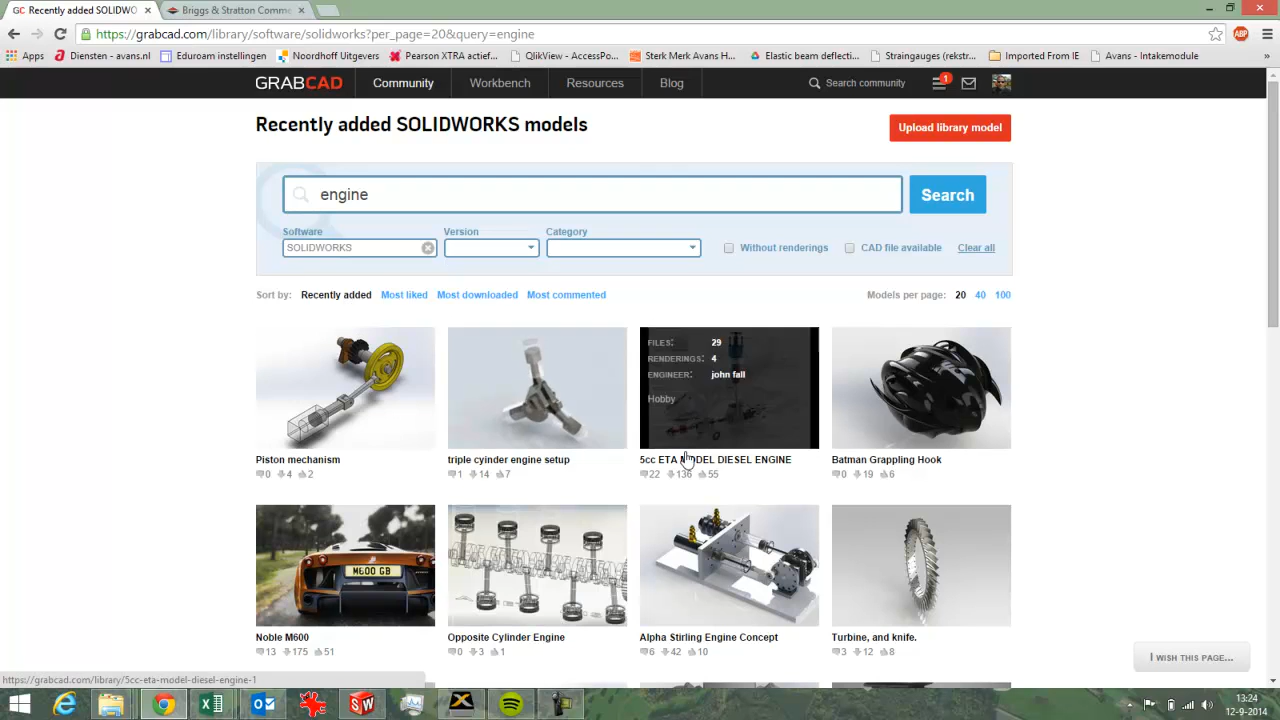 GC Recently added SOLIDWO
Briggs & Stratton Comme
https://grabcad.com/library/software/solidworks?per_page=20&query=engine
ABP
Apps
Diensten - avans.nl
Eduroam instellingen
Noordhoff Uitgevers
Pearson XTRA actief...
QlikView - AccessPo...
Sterk Merk Avans H...
Elastic beam deflecti...
Straingauges (rekstr...
Imported From IE
Avans - Intakemodule
GRABCAD
Community
Workbench
Resources
Blog
Search community
1
Recently added SOLIDWORKS models
Upload library model
engine
Search
Software
Version
Category
SOLIDWORKS
Without renderings
CAD file available
Clear all
Sort by: Recently added Most liked Most downloaded Most commented
Models per page: 20 40 100
FILES: 29
RENDERINGS: 4
ENGINEER: john fall
Hobby
Piston mechanism
0 4 2
triple cyinder engine setup
1 14 7
5cc ETA MODEL DIESEL ENGINE
22 136 55
Batman Grappling Hook
0 19 6
M600 GB
Noble M600
13 175 51
Opposite Cylinder Engine
0 3 1
Alpha Stirling Engine Concept
6 42 10
Turbine, and knife.
3 12 8
I WISH THIS PAGE...
https://grabcad.com/library/5cc-eta-model-diesel-engine-1
13:24
12-9-2014